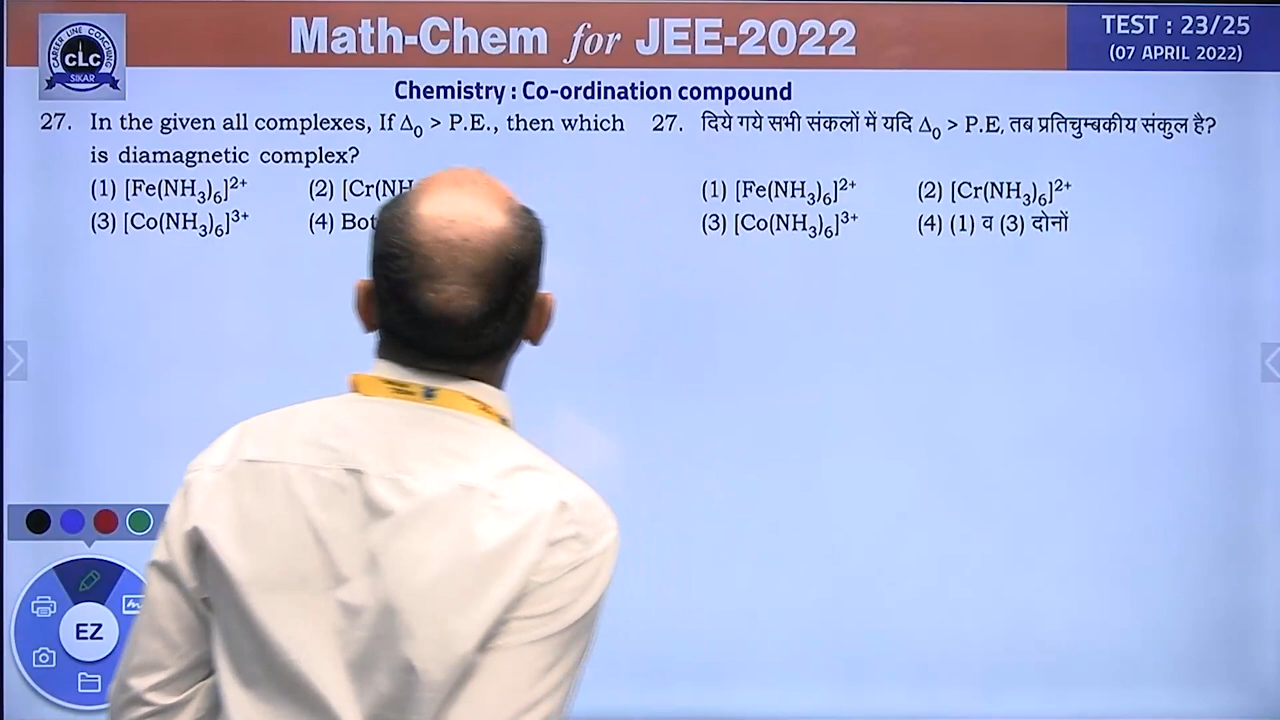 CAREER LINE COACHING
CLC
SIKAR
Math-Chem for JEE-2022
TEST : 23/25
(07 APRIL 2022)
Chemistry : Co-ordination compound
27. In the given all complexes, If Δ₀ > P.E., then which
is diamagnetic complex?
(1) [Fe(NH₃)₆]²⁺ (2) [Cr(NH
(3) [Co(NH₃)₆]³⁺ (4) Bot
27. दिये गये सभी संकलों में यदि Δ₀ > P.E, तब प्रतिचुम्बकीय संकुल है?
(1) [Fe(NH₃)₆]²⁺ (2) [Cr(NH₃)₆]²⁺
(3) [Co(NH₃)₆]³⁺ (4) (1) व (3) दोनों
EZ